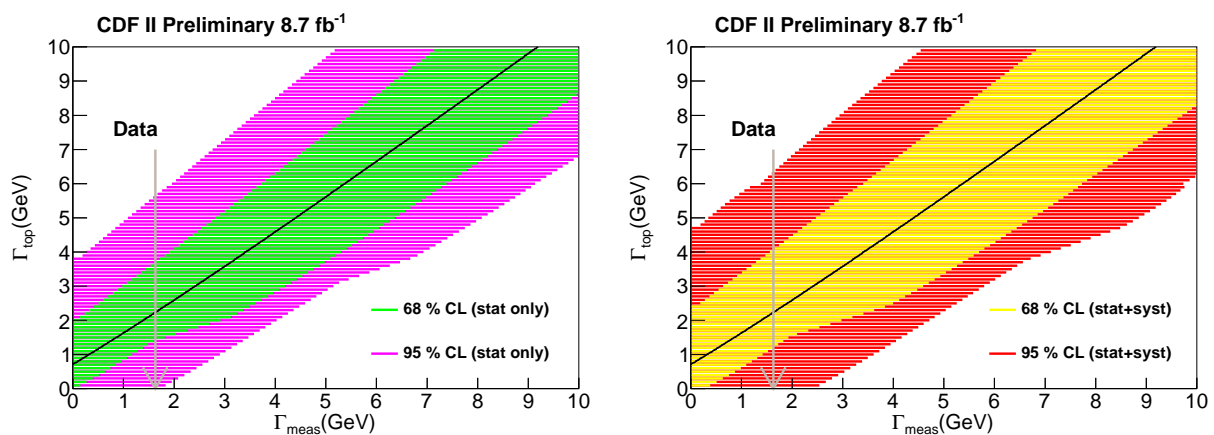 CDF II Preliminary 8.7 fb⁻¹
Γtop(GeV)
10
9
8
7
6
5
4
3
2
1
0
Data
68 % CL (stat only)
95 % CL (stat only)
0 1 2 3 4 5 6 7 8 9 10
Γmeas(GeV)
CDF II Preliminary 8.7 fb⁻¹
Γtop(GeV)
10
9
8
7
6
5
4
3
2
1
0
Data
68 % CL (stat+syst)
95 % CL (stat+syst)
0 1 2 3 4 5 6 7 8 9 10
Γmeas(GeV)